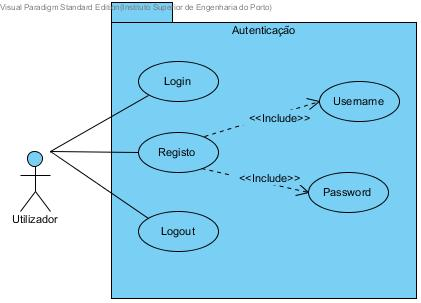 Visual Paradigm Standard Edition(Instituto Superior de Engenharia do Porto)
Autenticação
Login
Username
<<Include>>
Registo
<<Include>>
Password
Utilizador
Logout